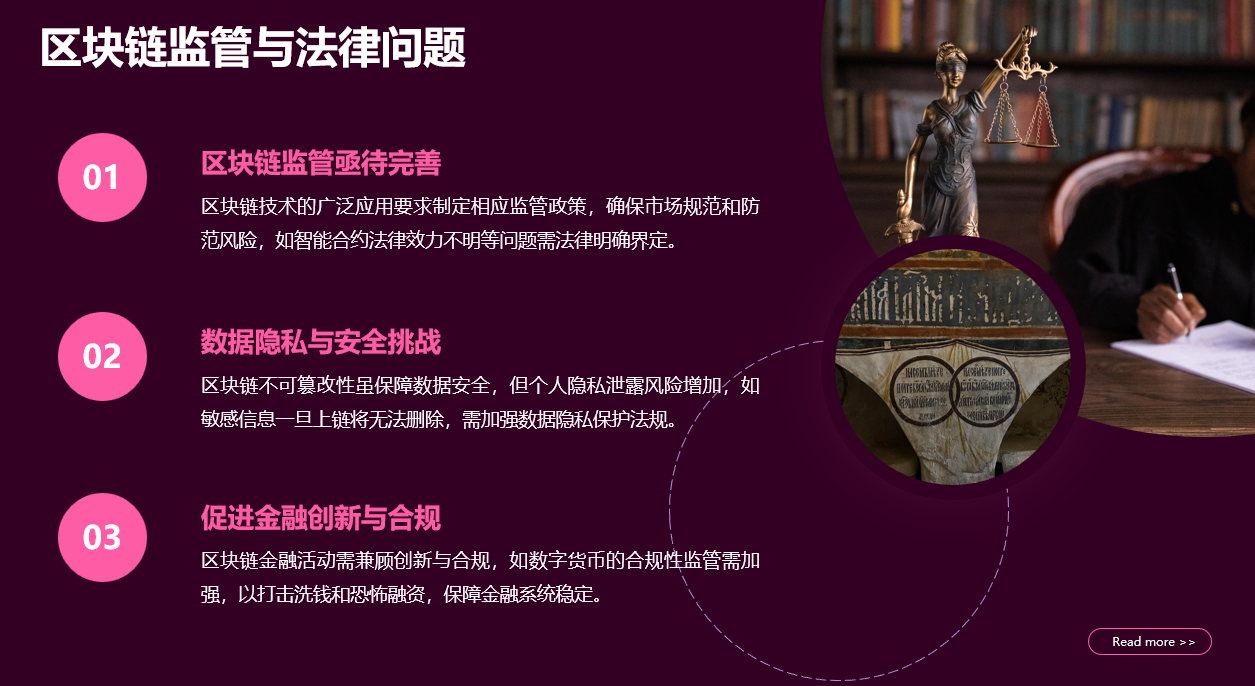 区块链监管与法律问题
01
区块链监管亟待完善
区块链技术的广泛应用要求制定相应监管政策，确保市场规范和防
范风险，如智能合约法律效力不明等问题需法律明确界定。
02
数据隐私与安全挑战
区块链不可篡改性虽保障数据安全，但个人隐私泄露风险增加，如
敏感信息一旦上链将无法删除，需加强数据隐私保护法规。
03
促进金融创新与合规
区块链金融活动需兼顾创新与合规，如数字货币的合规性监管需加
强，以打击洗钱和恐怖融资，保障金融系统稳定。
Read more >>